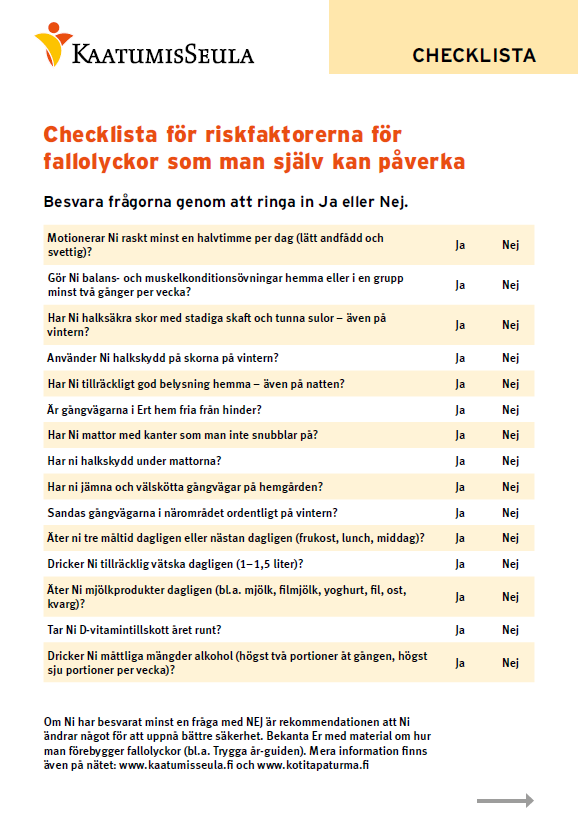 KAATUMISSEULA
CHECKLISTA
Checklista för riskfaktorerna för
fallolyckor som man själv kan påverka
Besvara frågorna genom att ringa in Ja eller Nej.
Motionerar Ni raskt minst en halvtimme per dag (lätt andfådd och
svettig)? Ja Nej
Gör Ni balans- och muskelkonditionsövningar hemma eller i en grupp
minst två gånger per vecka? Ja Nej
Har Ni halksäkra skor med stadiga skaft och tunna sulor – även på
vintern? Ja Nej
Använder Ni halkskydd på skorna på vintern? Ja Nej
Har Ni tillräckligt god belysning hemma – även på natten? Ja Nej
Är gångvägarna i Ert hem fria från hinder? Ja Nej
Har Ni mattor med kanter som man inte snubblar på? Ja Nej
Har ni halkskydd under mattorna? Ja Nej
Har ni jämna och välskötta gångvägar på hemgården? Ja Nej
Sandas gångvägarna i närområdet ordentligt på vintern? Ja Nej
Äter ni tre måltid dagligen eller nästan dagligen (frukost, lunch, middag)? Ja Nej
Dricker Ni tillräcklig vätska dagligen (1–1,5 liter)? Ja Nej
Äter Ni mjölkprodukter dagligen (bl.a. mjölk, filmjölk, yoghurt, fil, ost,
kvarg)? Ja Nej
Tar Ni D-vitamintillskott året runt? Ja Nej
Dricker Ni måttliga mängder alkohol (högst två portioner åt gången, högst
sju portioner per vecka)? Ja Nej
Om Ni har besvarat minst en fråga med NEJ är rekommendationen att Ni
ändrar något för att uppnå bättre säkerhet. Bekanta Er med material om hur
man förebygger fallolyckor (bl.a. Trygga år-guiden). Mera information finns
även på nätet: www.kaatumisseula.fi och www.kotitapaturma.fi